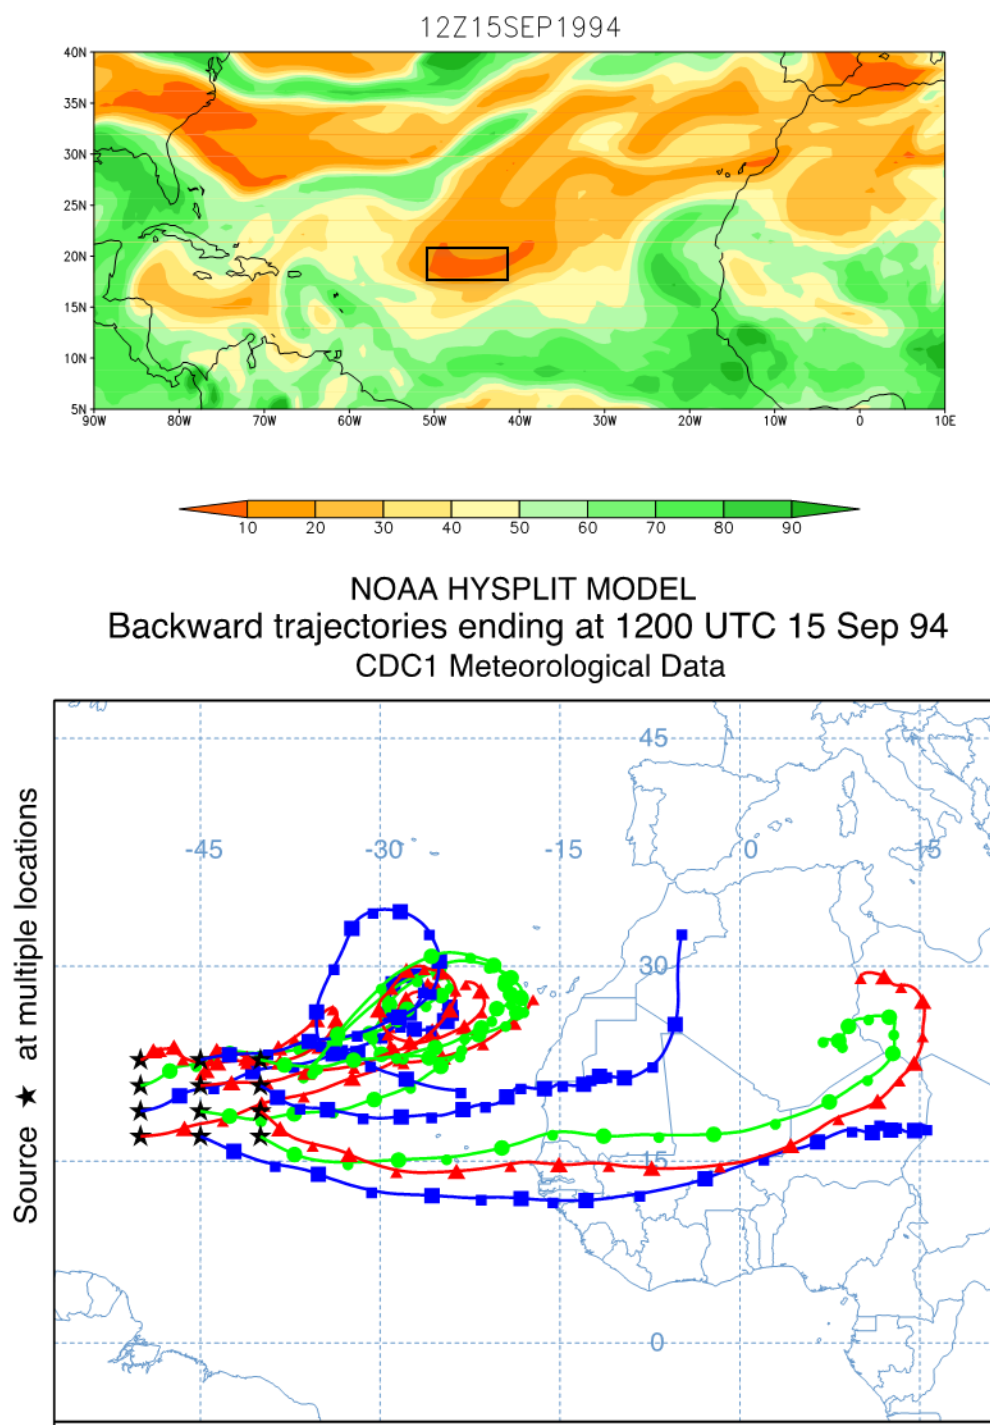 12Z15SEP1994
40N
35N
30N
25N
20N
15N
10N
5N
90W 80W 70W 60W 50W 40W 30W 20W 10W 0 10E
10 20 30 40 50 60 70 80 90
NOAA HYSPLIT MODEL
Backward trajectories ending at 1200 UTC 15 Sep 94
CDC1 Meteorological Data
Source ★ at multiple locations
45
-45 -30 -15 0 15
30
15
0